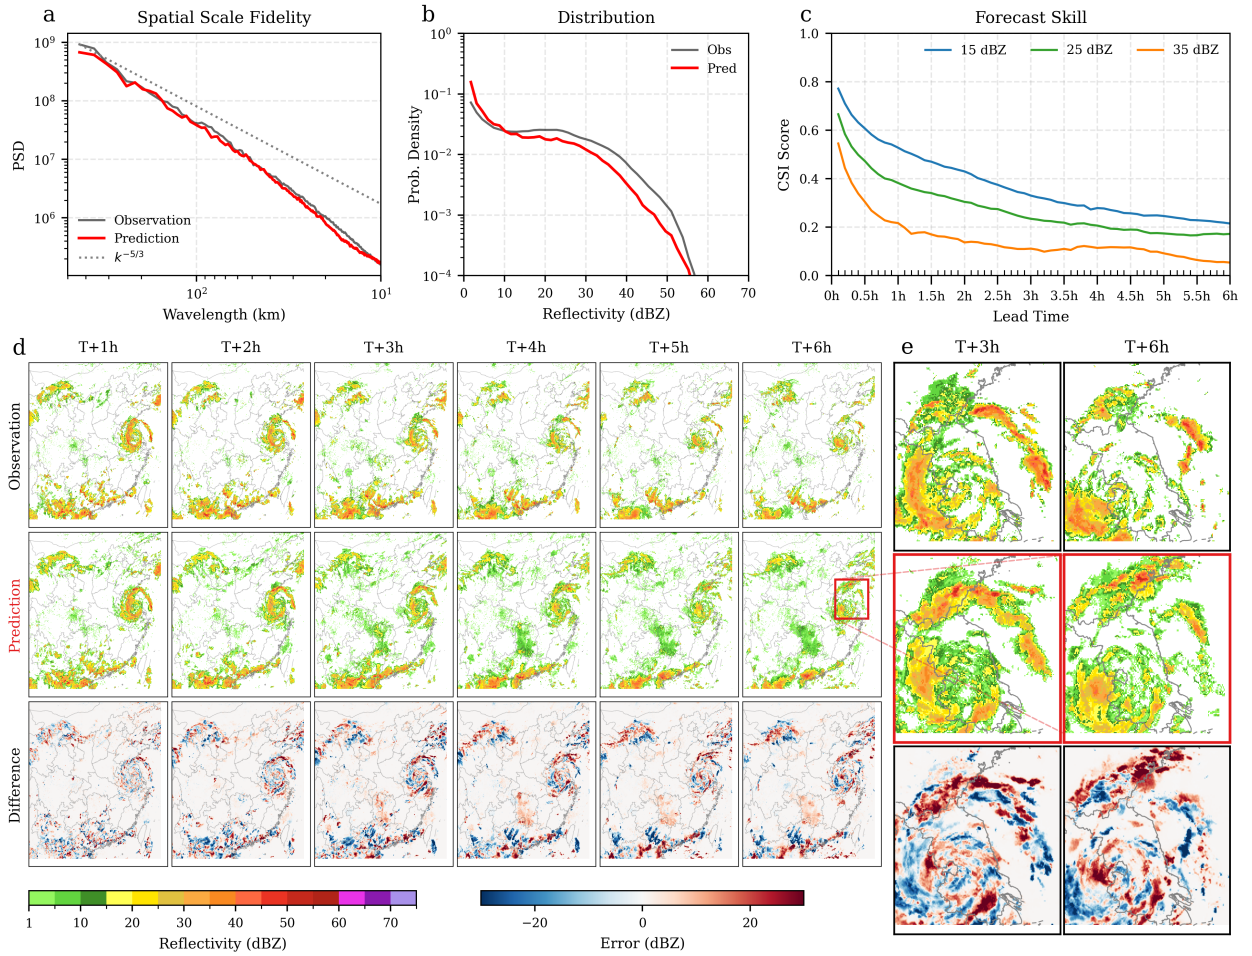 a Spatial Scale Fidelity
10⁹
10⁸
10⁷
10⁶
PSD
Observation
Prediction
k⁻⁵ᐟ³
10² 10¹
Wavelength (km)
b Distribution
10⁰
10⁻¹
10⁻²
10⁻³
10⁻⁴
Prob. Density
Obs
Pred
0 10 20 30 40 50 60 70
Reflectivity (dBZ)
c Forecast Skill
1.0
0.8
0.6
0.4
0.2
0.0
CSI Score
15 dBZ 25 dBZ 35 dBZ
0h 0.5h 1h 1.5h 2h 2.5h 3h 3.5h 4h 4.5h 5h 5.5h 6h
Lead Time
d T+1h T+2h T+3h T+4h T+5h T+6h
Observation
Prediction
Difference
e T+3h T+6h
1 10 20 30 40 50 60 70
Reflectivity (dBZ)
−20 0 20
Error (dBZ)